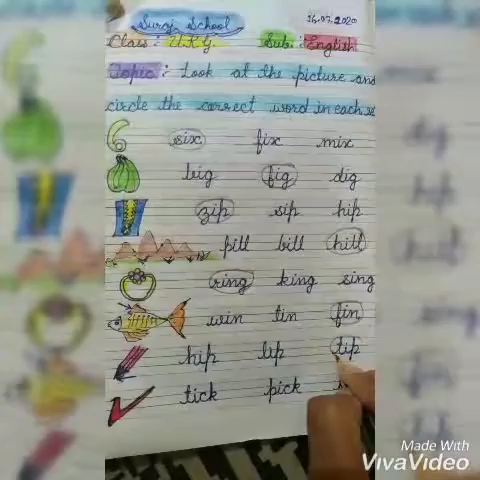 Suraj School 16.07.2020
Class : U.K.G. Sub. : English
Topic : Look at the picture and
circle the correct word in each
six fix mix
big fig dig
zip sip hip
pill bill hill
ring king sing
win tin fin
hip lip tip
tick pick
Made With
VivaVideo